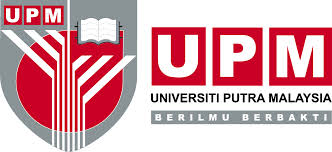 UPM
UPM
UNIVERSITI PUTRA MALAYSIA
BERILMU BERBAKTI